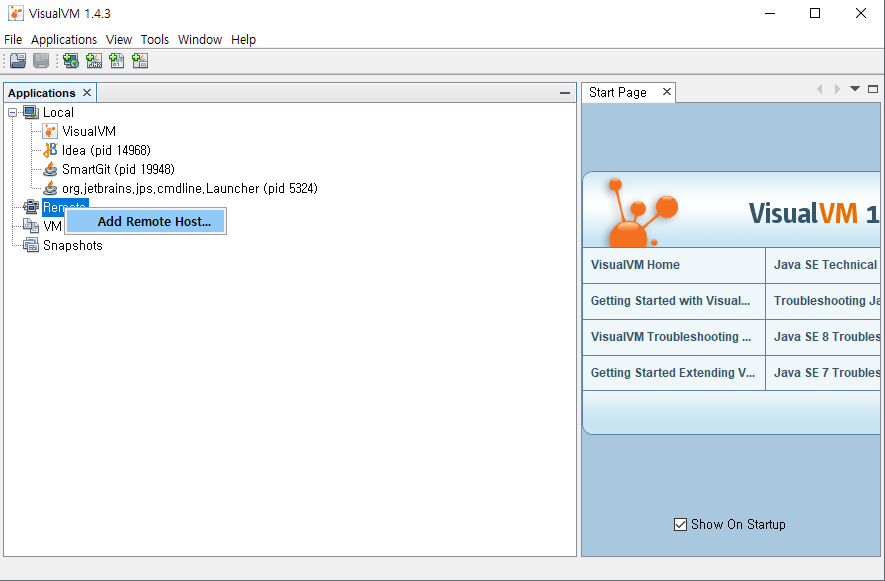 VisualVM 1.4.3
File Applications View Tools Window Help
Applications
Start Page
Local
VisualVM
Idea (pid 14968)
SmartGit (pid 19948)
org.jetbrains.jps.cmdline.Launcher (pid 5324)
Remote
Add Remote Host...
VM
Snapshots
VisualVM 1
VisualVM Home
Java SE Technical
Getting Started with Visual...
Troubleshooting Ja
VisualVM Troubleshooting ...
Java SE 8 Troubles
Getting Started Extending V...
Java SE 7 Troubles
Show On Startup